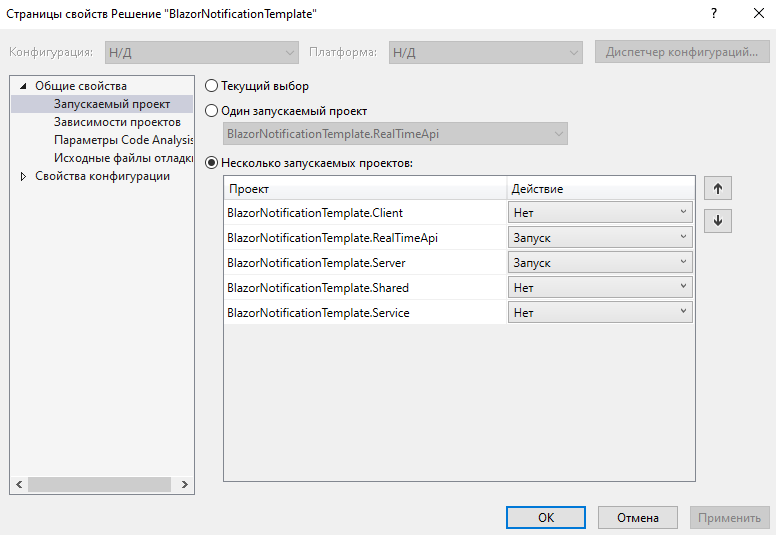 Страницы свойств Решение "BlazorNotificationTemplate"
?
Конфигурация: Н/Д Платформа: Н/Д Диспетчер конфигураций...
Общие свойства
Запускаемый проект
Зависимости проектов
Параметры Code Analysis
Исходные файлы отладк
Свойства конфигурации
Текущий выбор
Один запускаемый проект
BlazorNotificationTemplate.RealTimeApi
Несколько запускаемых проектов:
Проект Действие
BlazorNotificationTemplate.Client Нет
BlazorNotificationTemplate.RealTimeApi Запуск
BlazorNotificationTemplate.Server Запуск
BlazorNotificationTemplate.Shared Нет
BlazorNotificationTemplate.Service Нет
OK Отмена Применить